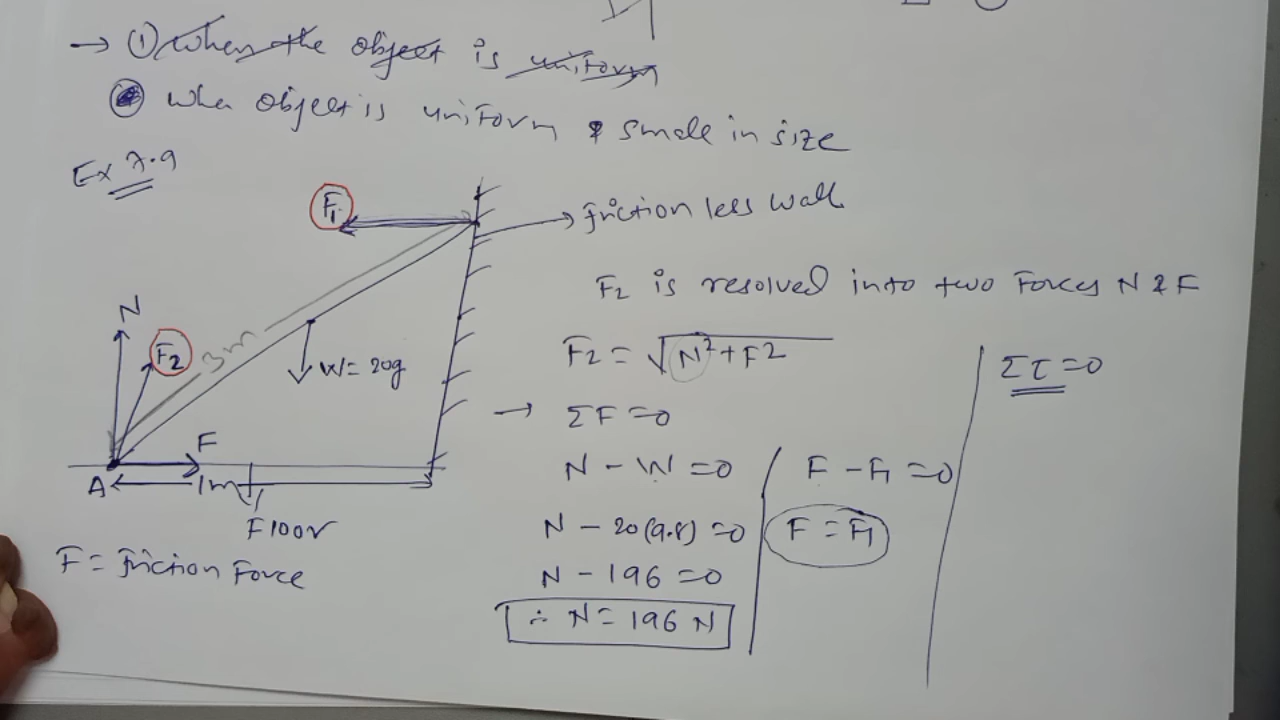 → ① When the object is uniform
When object is uniform & small in size
Ex 7.9
F₁
→ friction less wall
F₂ is resolved into two Forces N & F
N
F₂
3m
W = 20g
F₂ = √N²+F²
Στ = 0
→ ΣF = 0
F
N - W = 0
F - F₁ = 0
A
1m
Floor
N - 20(9.8) = 0
F = F₁
F = Friction Force
N - 196 = 0
∴ N = 196 N